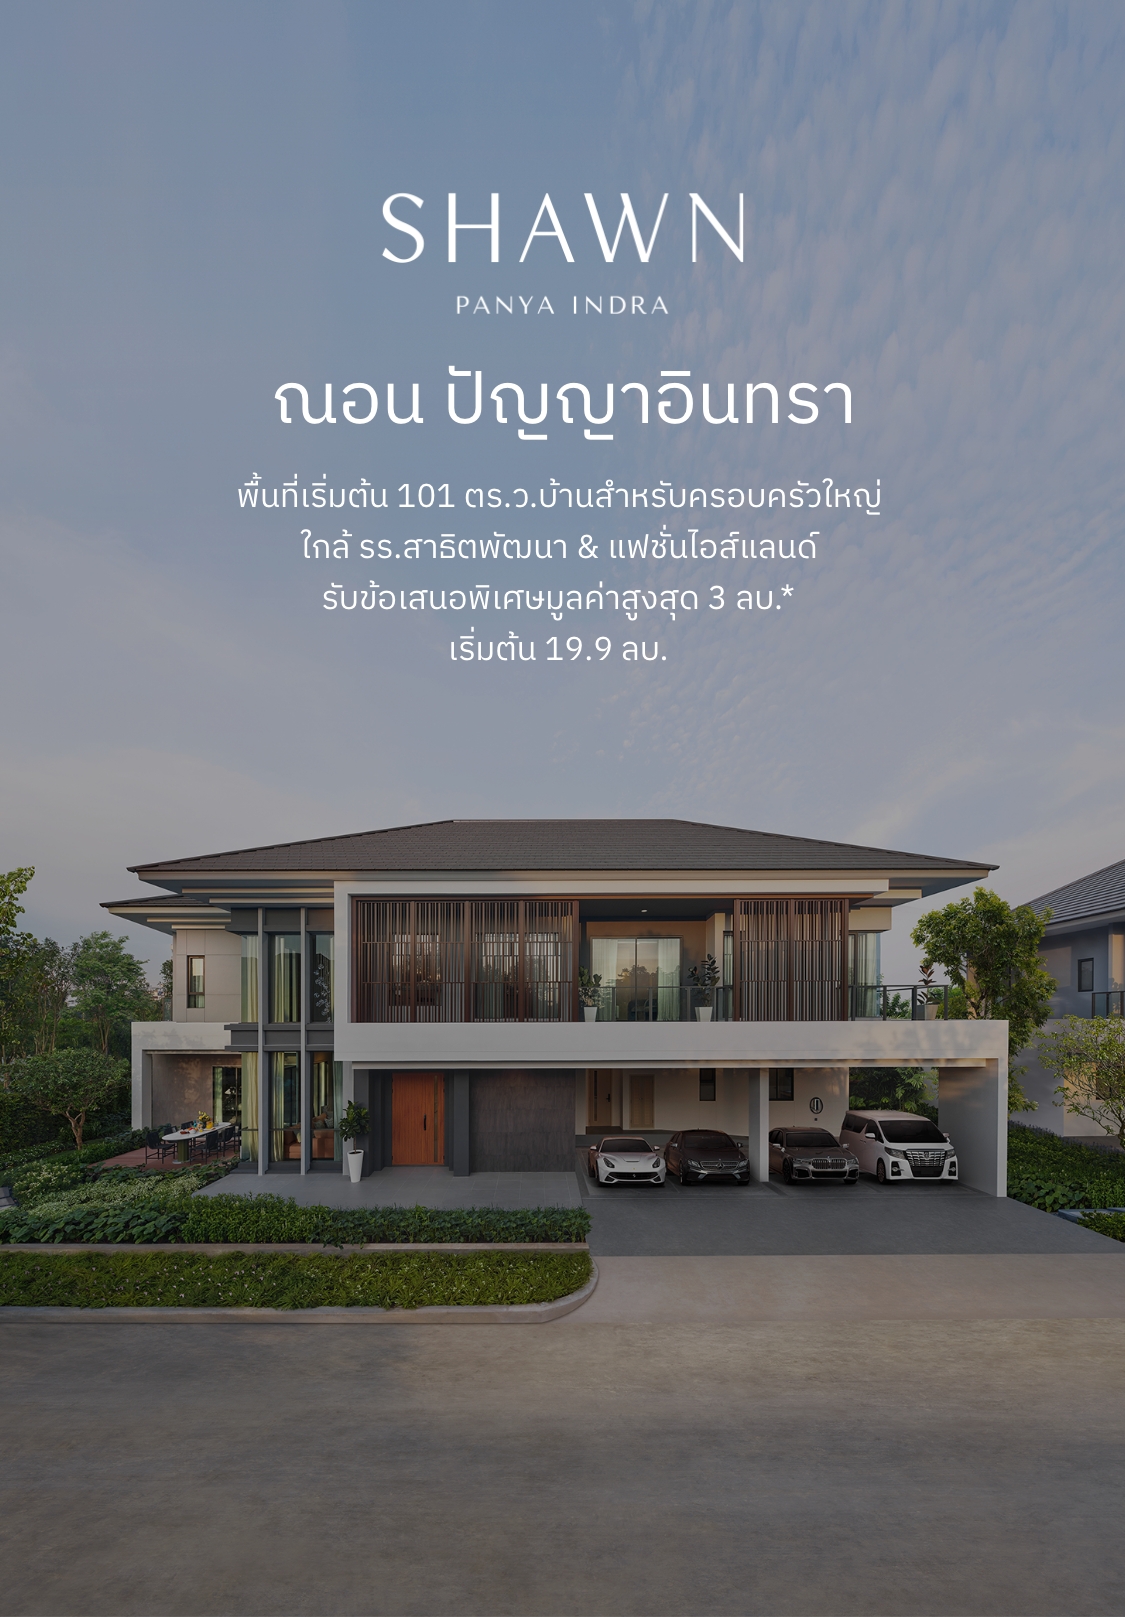 SHAWN
PANYA INDRA
ณอน ปัญญาอินทรา
พื้นที่เริ่มต้น 101 ตร.ว.บ้านสำหรับครอบครัวใหญ่
ใกล้ รร.สาธิตพัฒนา & แฟชั่นไอส์แลนด์
รับข้อเสนอพิเศษมูลค่าสูงสุด 3 ลบ.*
เริ่มต้น 19.9 ลบ.